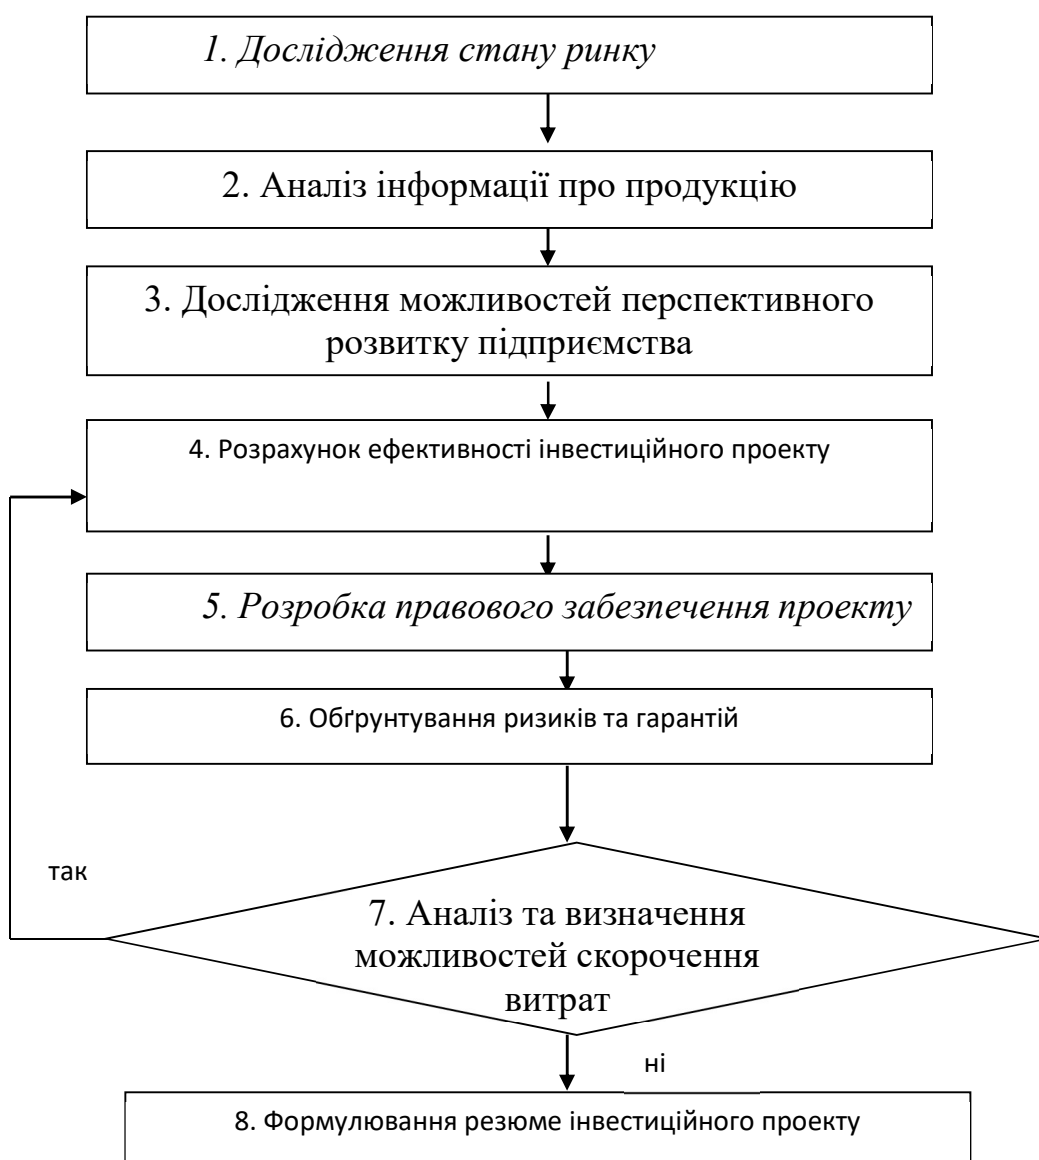 1. Дослідження стану ринку
2. Аналіз інформації про продукцію
3. Дослідження можливостей перспективного
розвитку підприємства
4. Розрахунок ефективності інвестиційного проекту
5. Розробка правового забезпечення проекту
6. Обґрунтування ризиків та гарантій
так
7. Аналіз та визначення
можливостей скорочення
витрат
ні
8. Формулювання резюме інвестиційного проекту